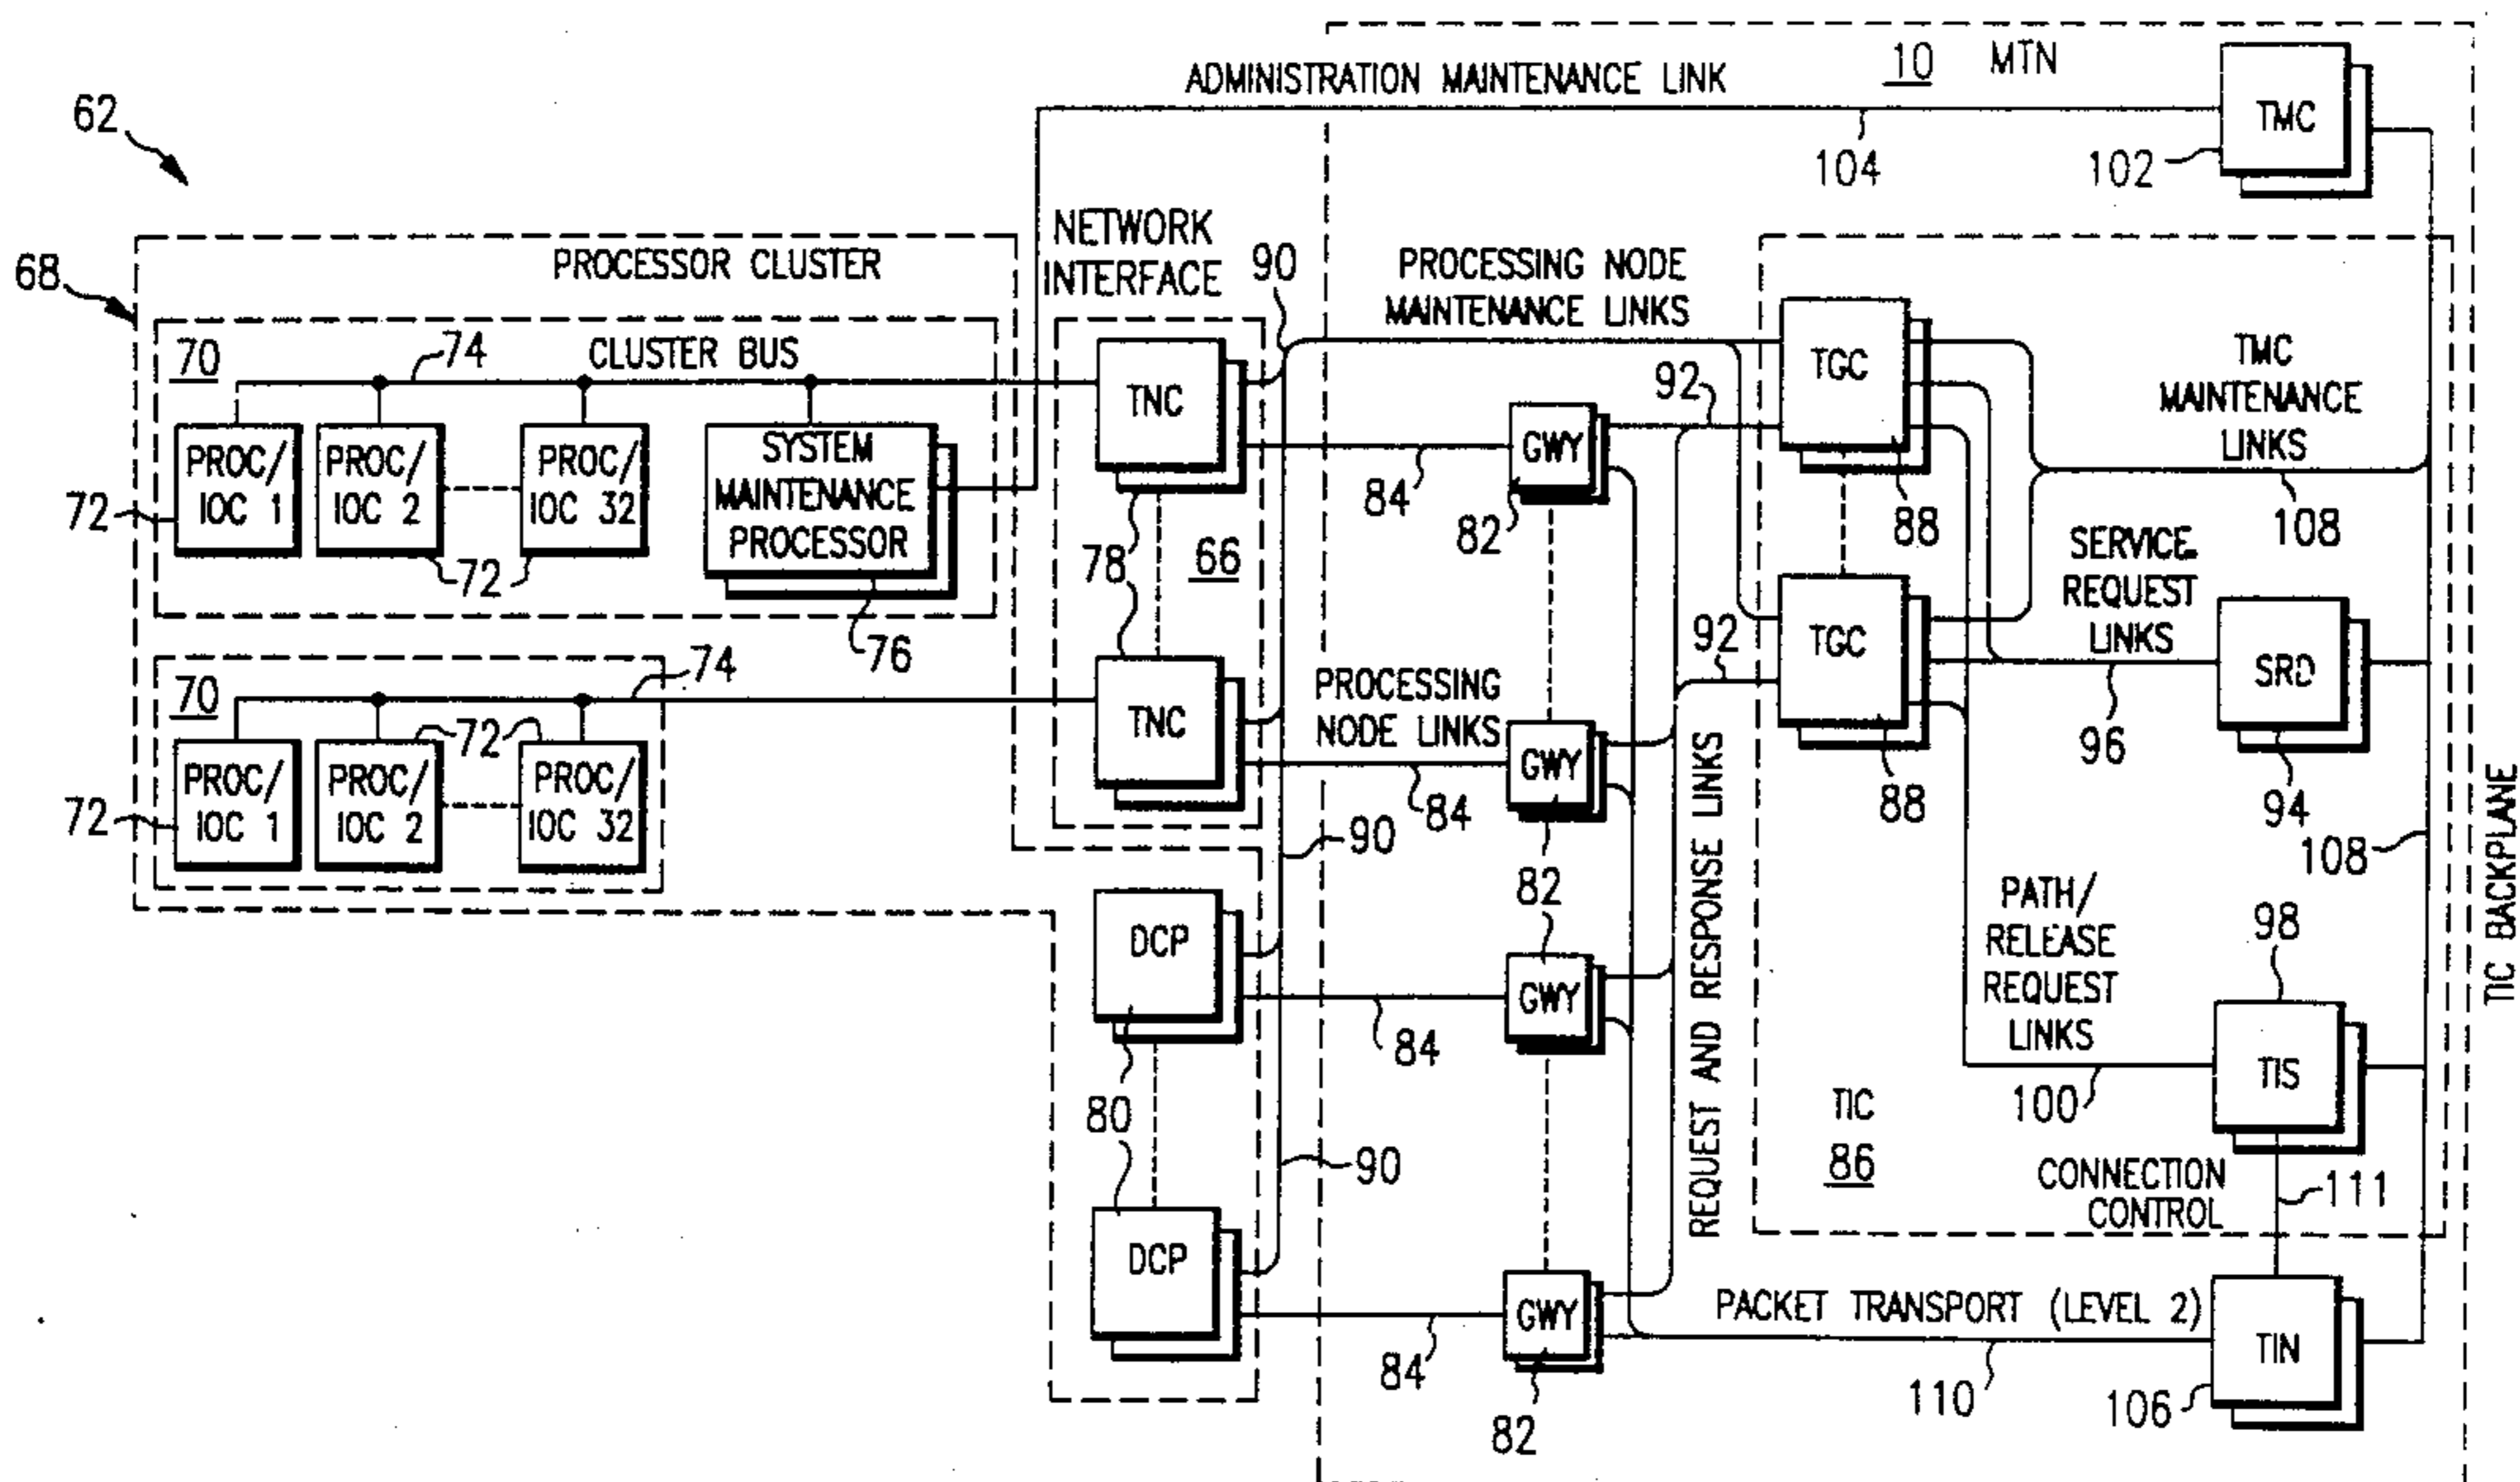 10 MTN
ADMINISTRATION MAINTENANCE LINK
TMC
62
104
102
NETWORK
INTERFACE
PROCESSOR CLUSTER
68
90
PROCESSING NODE
MAINTENANCE LINKS
70
74
CLUSTER BUS
TNC
TGC
TMC
MAINTENANCE
LINKS
92
GWY
PROC/
IOC 1
PROC/
IOC 2
PROC/
IOC 32
SYSTEM
MAINTENANCE
PROCESSOR
72
84
82
88
108
72
78
66
SERVICE
REQUEST
LINKS
76
78
TGC
92
SRD
70
74
TNC
PROCESSING
NODE LINKS
GWY
72
96
PROC/
IOC 1
PROC/
IOC 2
PROC/
IOC 32
72
84
88
94
108
90
82
REQUEST AND RESPONSE LINKS
TIC BACKPLANE
PATH/
RELEASE
REQUEST
LINKS
98
DCP
GWY
82
84
TIS
100
80
TIC
86
CONNECTION
CONTROL
111
90
DCP
GWY
PACKET TRANSPORT (LEVEL 2)
TIN
84
110
106
82